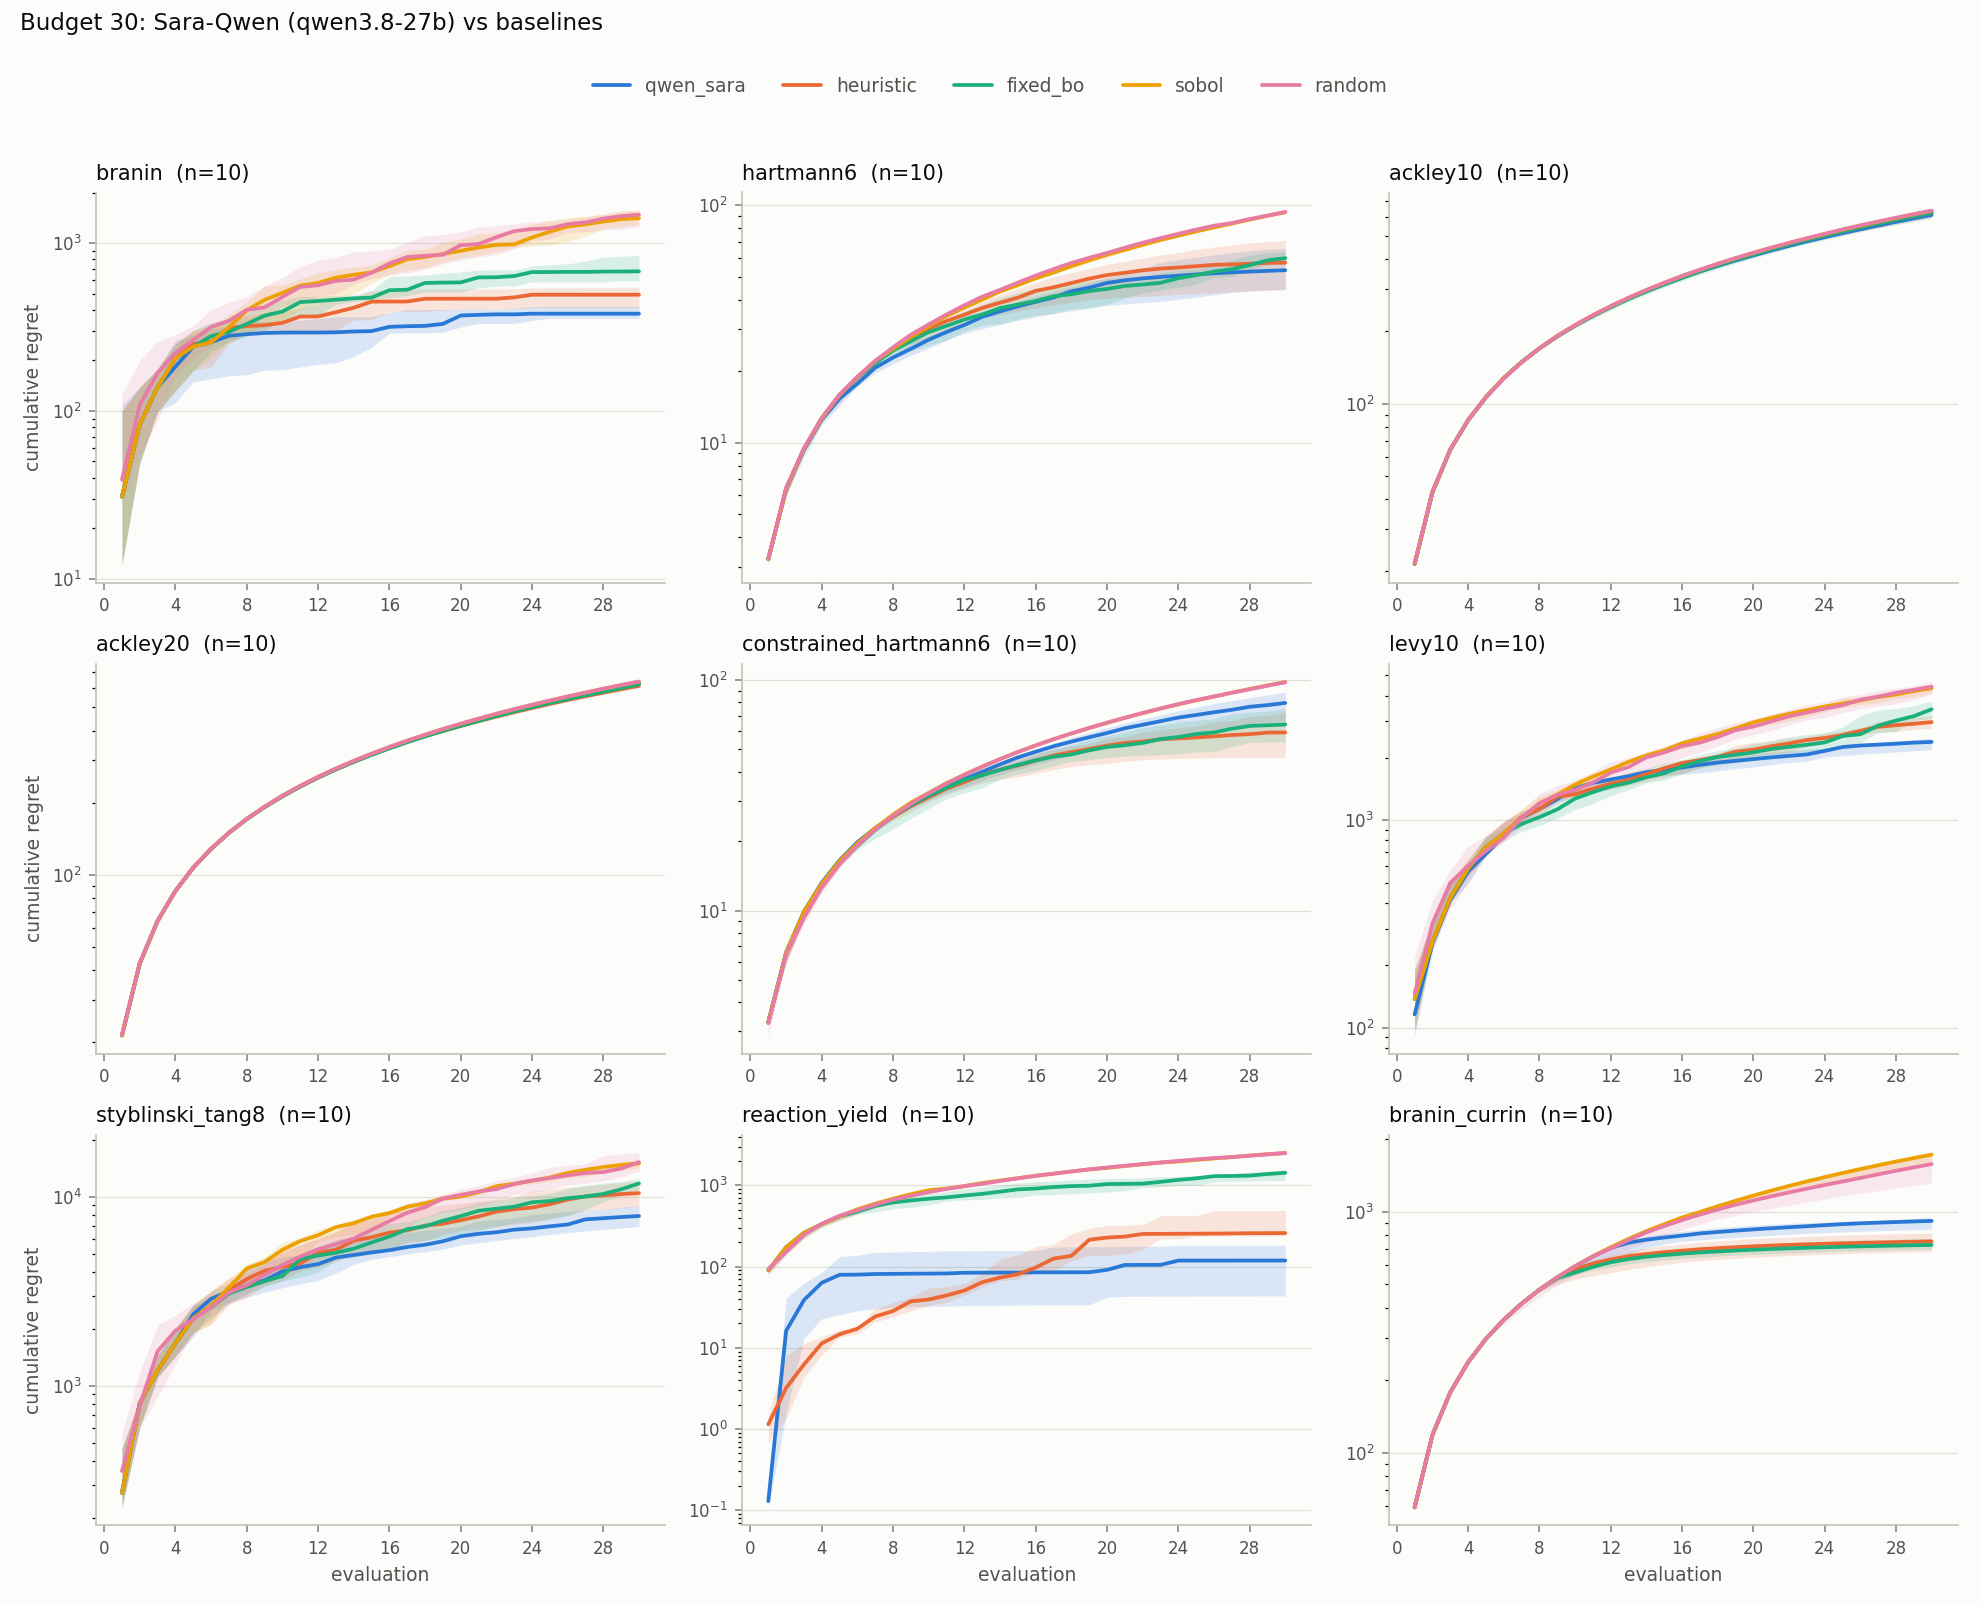 Budget 30: Sara-Qwen (qwen3.8-27b) vs baselines
qwen_sara heuristic fixed_bo sobol random
branin (n=10)
cumulative regret
10^3
10^2
10^1
0 4 8 12 16 20 24 28
hartmann6 (n=10)
10^2
10^1
0 4 8 12 16 20 24 28
ackley10 (n=10)
10^2
0 4 8 12 16 20 24 28
ackley20 (n=10)
cumulative regret
10^2
0 4 8 12 16 20 24 28
constrained_hartmann6 (n=10)
10^2
10^1
0 4 8 12 16 20 24 28
levy10 (n=10)
10^3
10^2
0 4 8 12 16 20 24 28
styblinski_tang8 (n=10)
cumulative regret
10^4
10^3
0 4 8 12 16 20 24 28
evaluation
reaction_yield (n=10)
10^3
10^2
10^1
10^0
10^−1
0 4 8 12 16 20 24 28
evaluation
branin_currin (n=10)
10^3
10^2
0 4 8 12 16 20 24 28
evaluation